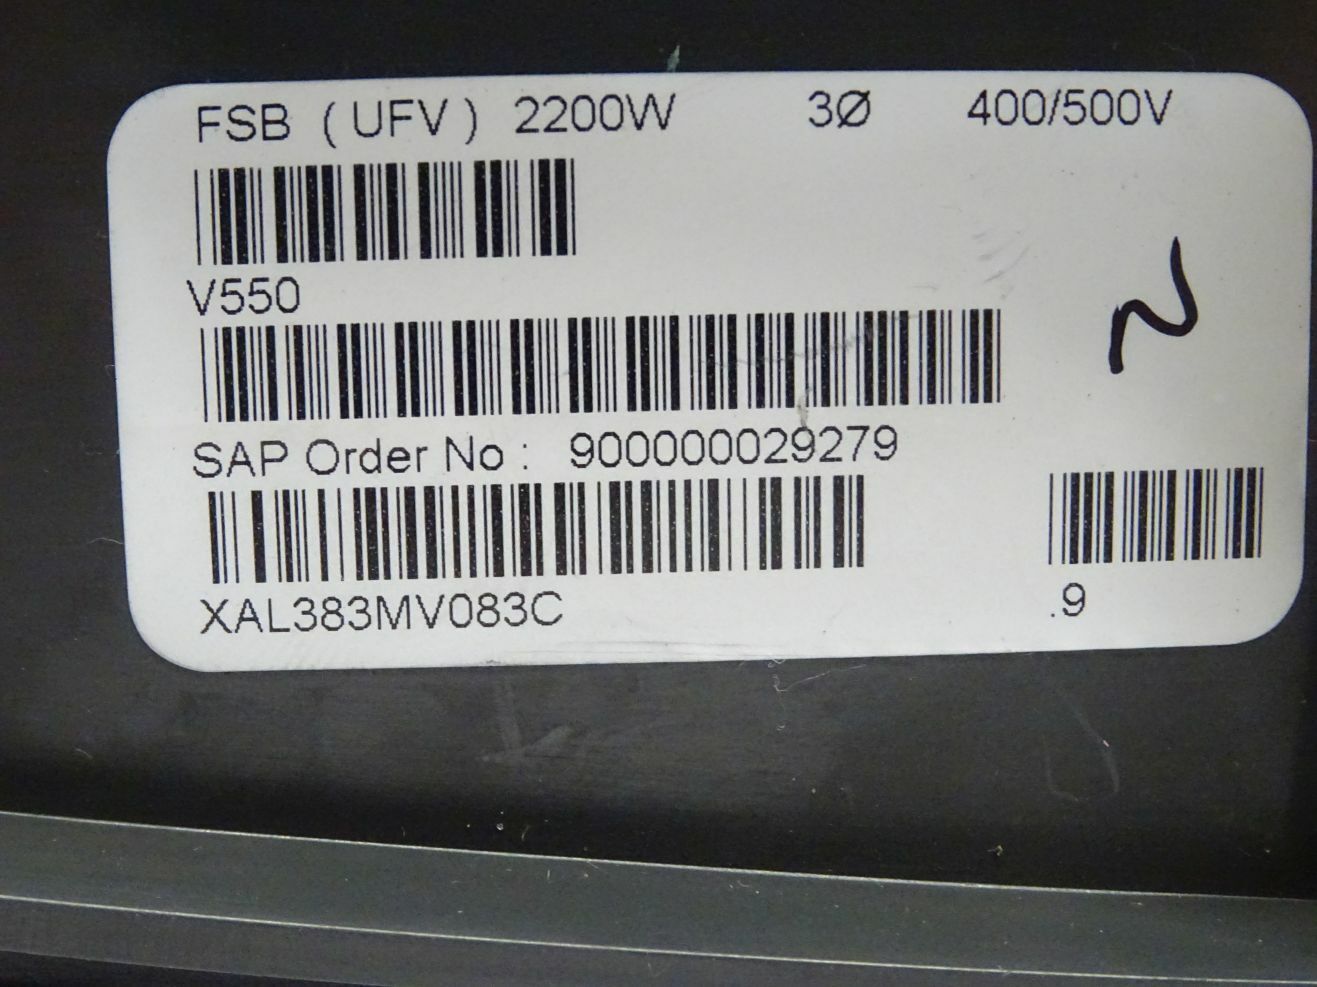 FSB ( UFV ) 2200W 3Ø 400/500V
V550
SAP Order No : 900000029279
XAL383MV083C .9